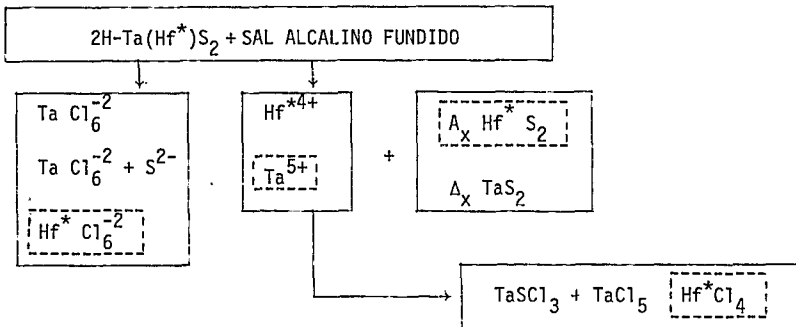 2H-Ta(Hf*)S₂ + SAL ALCALINO FUNDIDO
Ta Cl₆⁻²
Ta Cl₆⁻² + S²⁻
Hf* Cl₆⁻²
Hf*⁴⁺
Ta⁵⁺
+
Aₓ Hf* S₂
Δₓ TaS₂
TaSCl₃ + TaCl₅ Hf*Cl₄